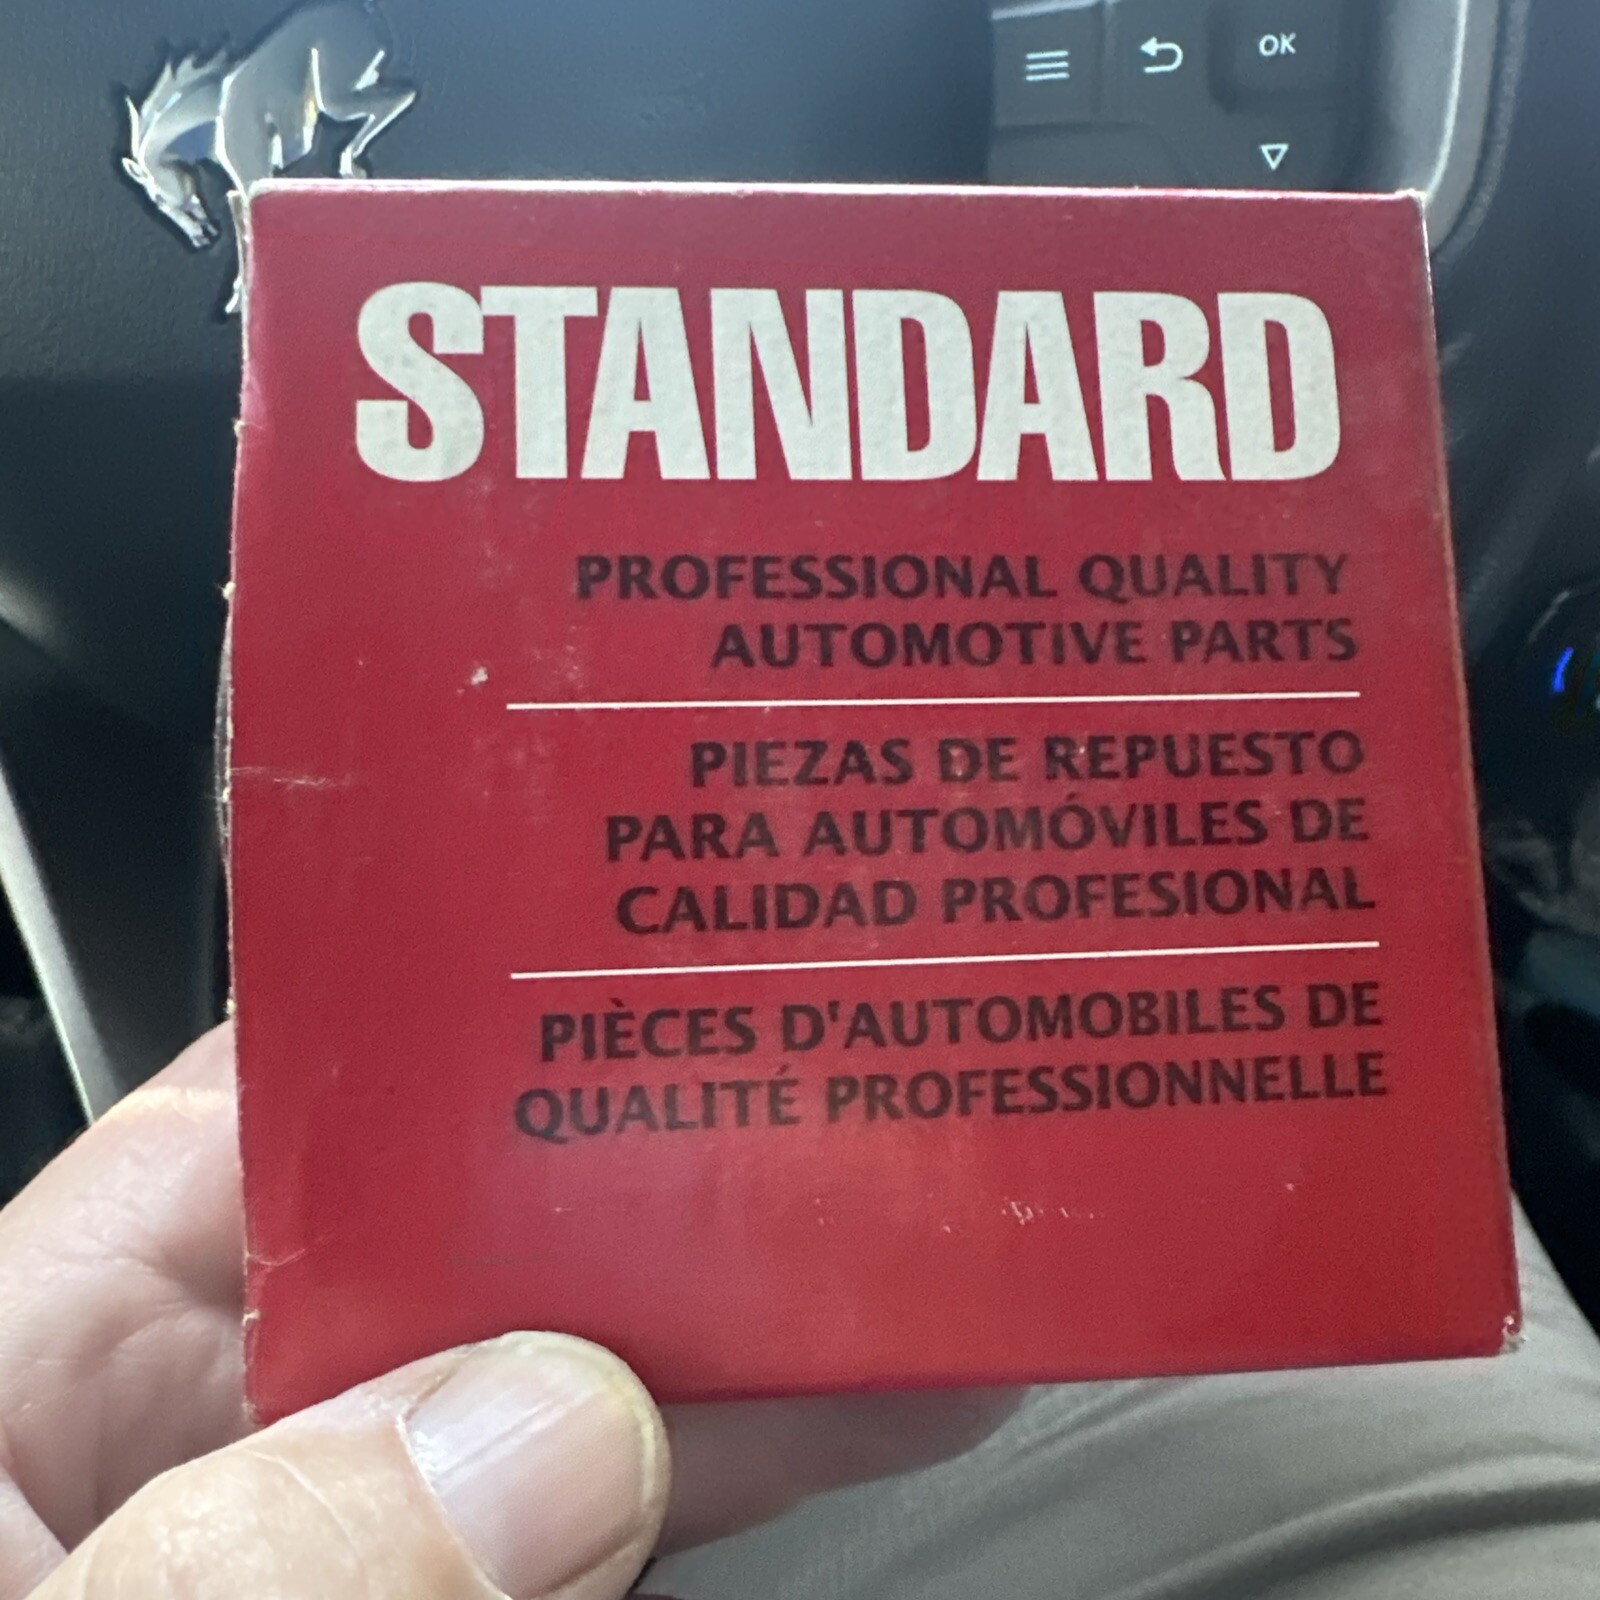 OK
STANDARD
PROFESSIONAL QUALITY
AUTOMOTIVE PARTS
PIEZAS DE REPUESTO
PARA AUTOMÓVILES DE
CALIDAD PROFESIONAL
PIÈCES D'AUTOMOBILES DE
QUALITÉ PROFESSIONNELLE